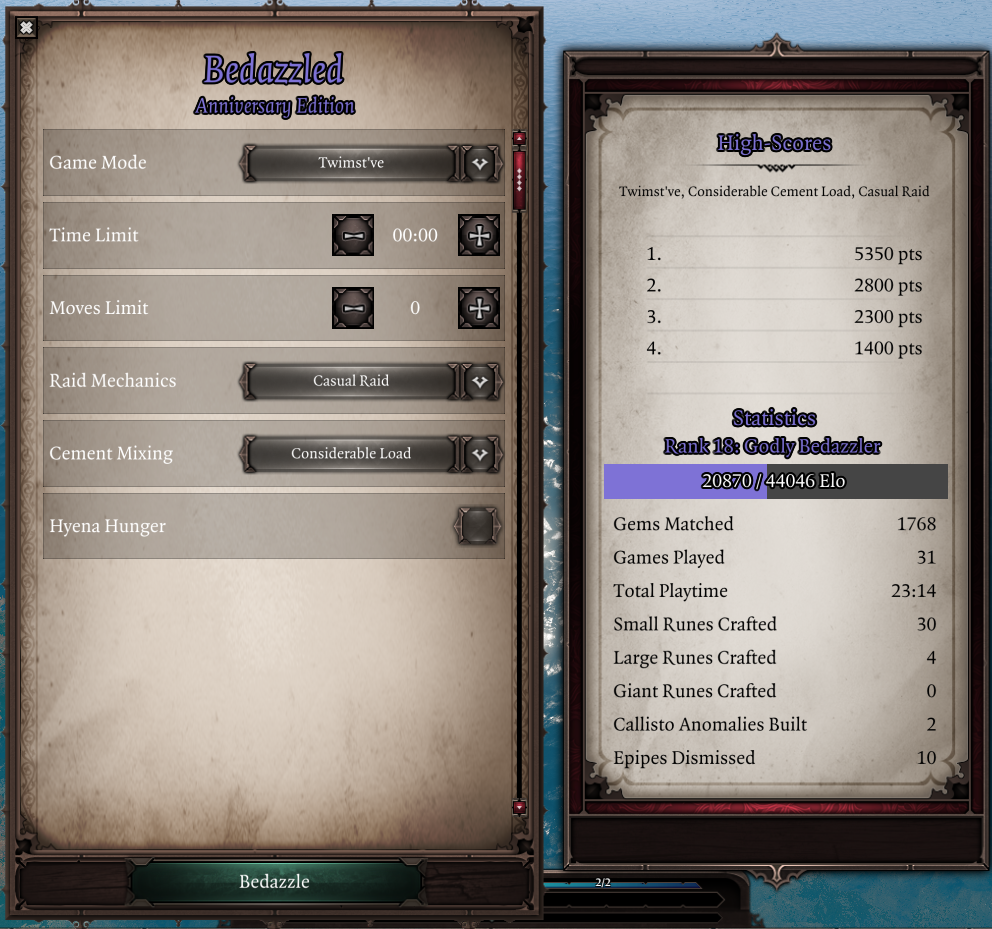 Bedazzled
Anniversary Edition
Game Mode Twimst've
Time Limit 00:00
Moves Limit 0
Raid Mechanics Casual Raid
Cement Mixing Considerable Load
Hyena Hunger
Bedazzle
High-Scores
Twimst've, Considerable Cement Load, Casual Raid
1. 5350 pts
2. 2800 pts
3. 2300 pts
4. 1400 pts
Statistics
Rank 18: Godly Bedazzler
20870 / 44046 Elo
Gems Matched 1768
Games Played 31
Total Playtime 23:14
Small Runes Crafted 30
Large Runes Crafted 4
Giant Runes Crafted 0
Callisto Anomalies Built 2
Epipes Dismissed 10
2/2